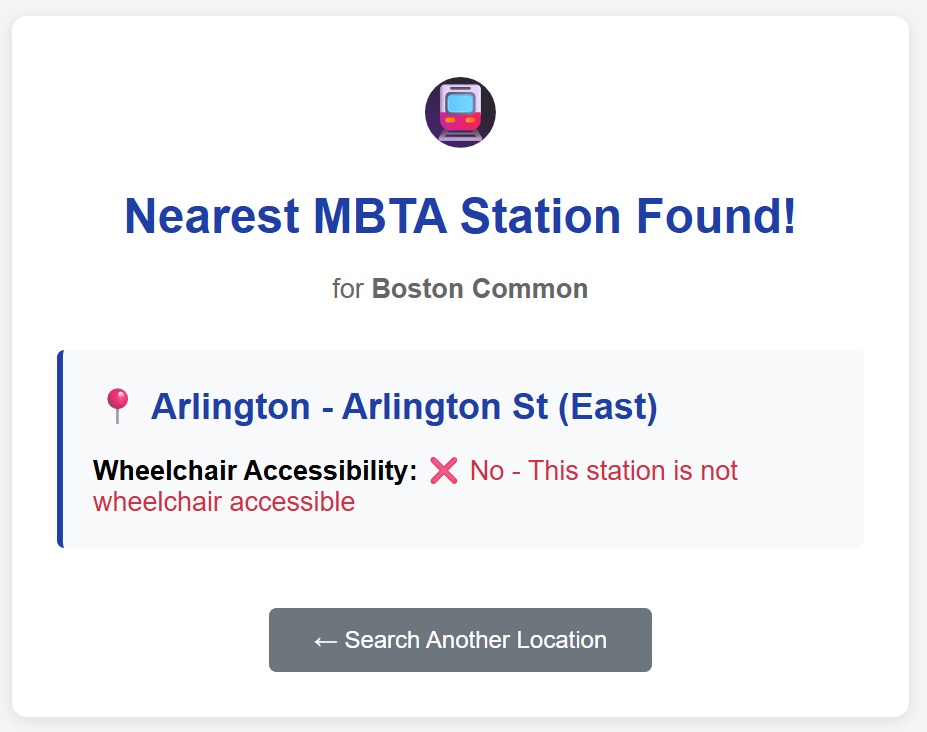 Nearest MBTA Station Found!
for Boston Common
Arlington - Arlington St (East)
Wheelchair Accessibility: ❌ No - This station is not
wheelchair accessible
← Search Another Location